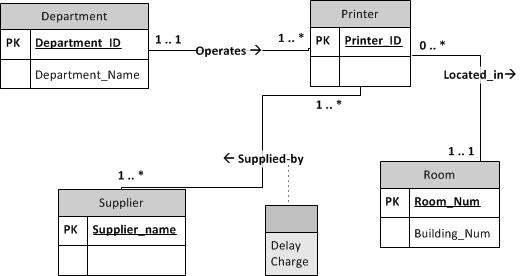 Department
PK Department_ID
Department_Name
1 .. 1
Operates →
1 .. *
Printer
PK Printer_ID
0 .. *
Located_in→
1 .. *
1 .. 1
← Supplied-by
1 .. *
Supplier
PK Supplier_name
Delay
Charge
Room
PK Room_Num
Building_Num